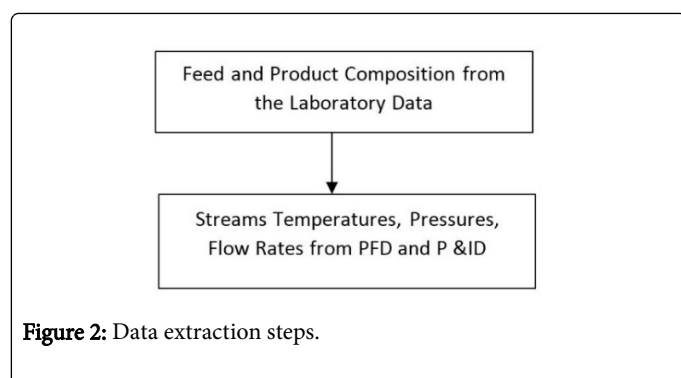 Feed and Product Composition from
the Laboratory Data
Streams Temperatures, Pressures,
Flow Rates from PFD and P &ID
Figure 2: Data extraction steps.